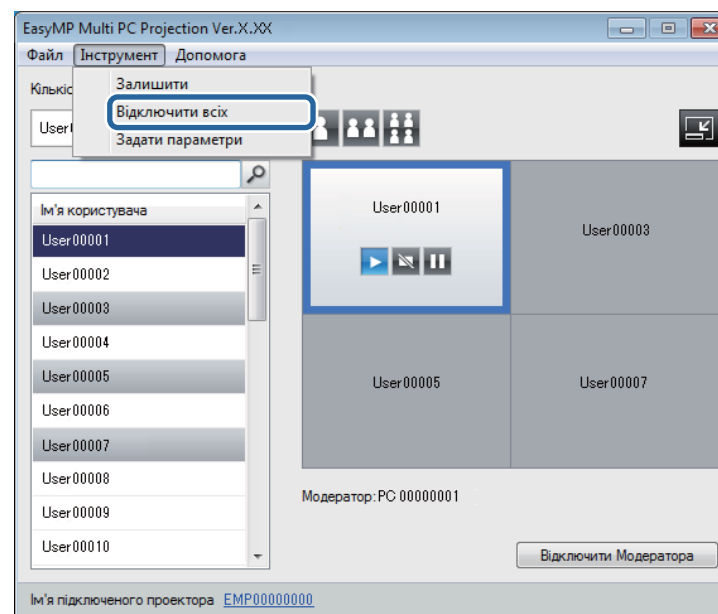 EasyMP Multi PC Projection Ver.X.XX
Файл Інструмент Допомога
Залишити
Відключити всіх
Задати параметри
Ім'я користувача
User00001
User00002
User00003
User00004
User00005
User00006
User00007
User00008
User00009
User00010
User00001
User00003
User00005
User00007
Модератор:PC 00000001
Відключити Модератора
Ім'я підключеного проектора EMP00000000